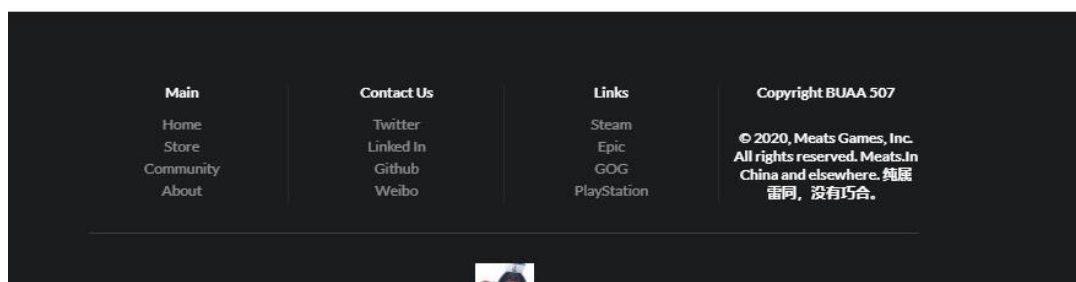 Main
Home
Store
Community
About
Contact Us
Twitter
Linked In
Github
Weibo
Links
Steam
Epic
GOG
PlayStation
Copyright BUAA 507
© 2020, Meats Games, Inc.
All rights reserved. Meats.In
China and elsewhere. 纯属
雷同，没有巧合。